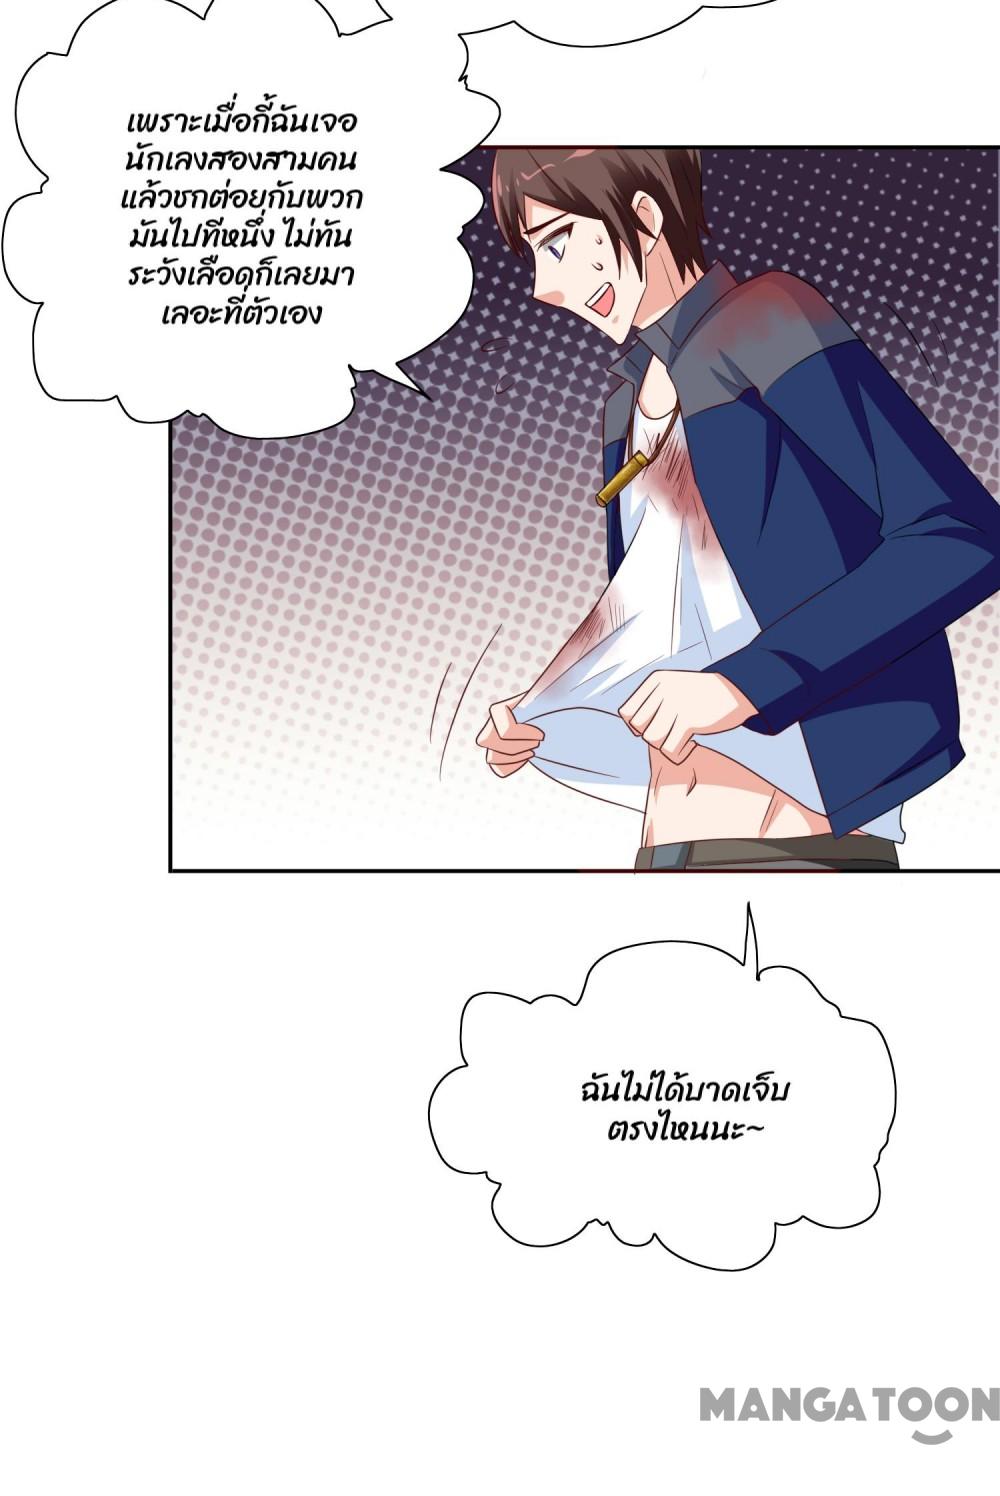 เพราะเมื่อกี้ฉันเจอ
นักเลงสองสามคน
แล้วชกต่อยกับพวก
มันไปทีหนึ่ง ไม่ทัน
ระวังเลือดก็เลยมา
เลอะที่ตัวเอง
ฉันไม่ได้บาดเจ็บ
ตรงไหนนะ~
MANGATOON